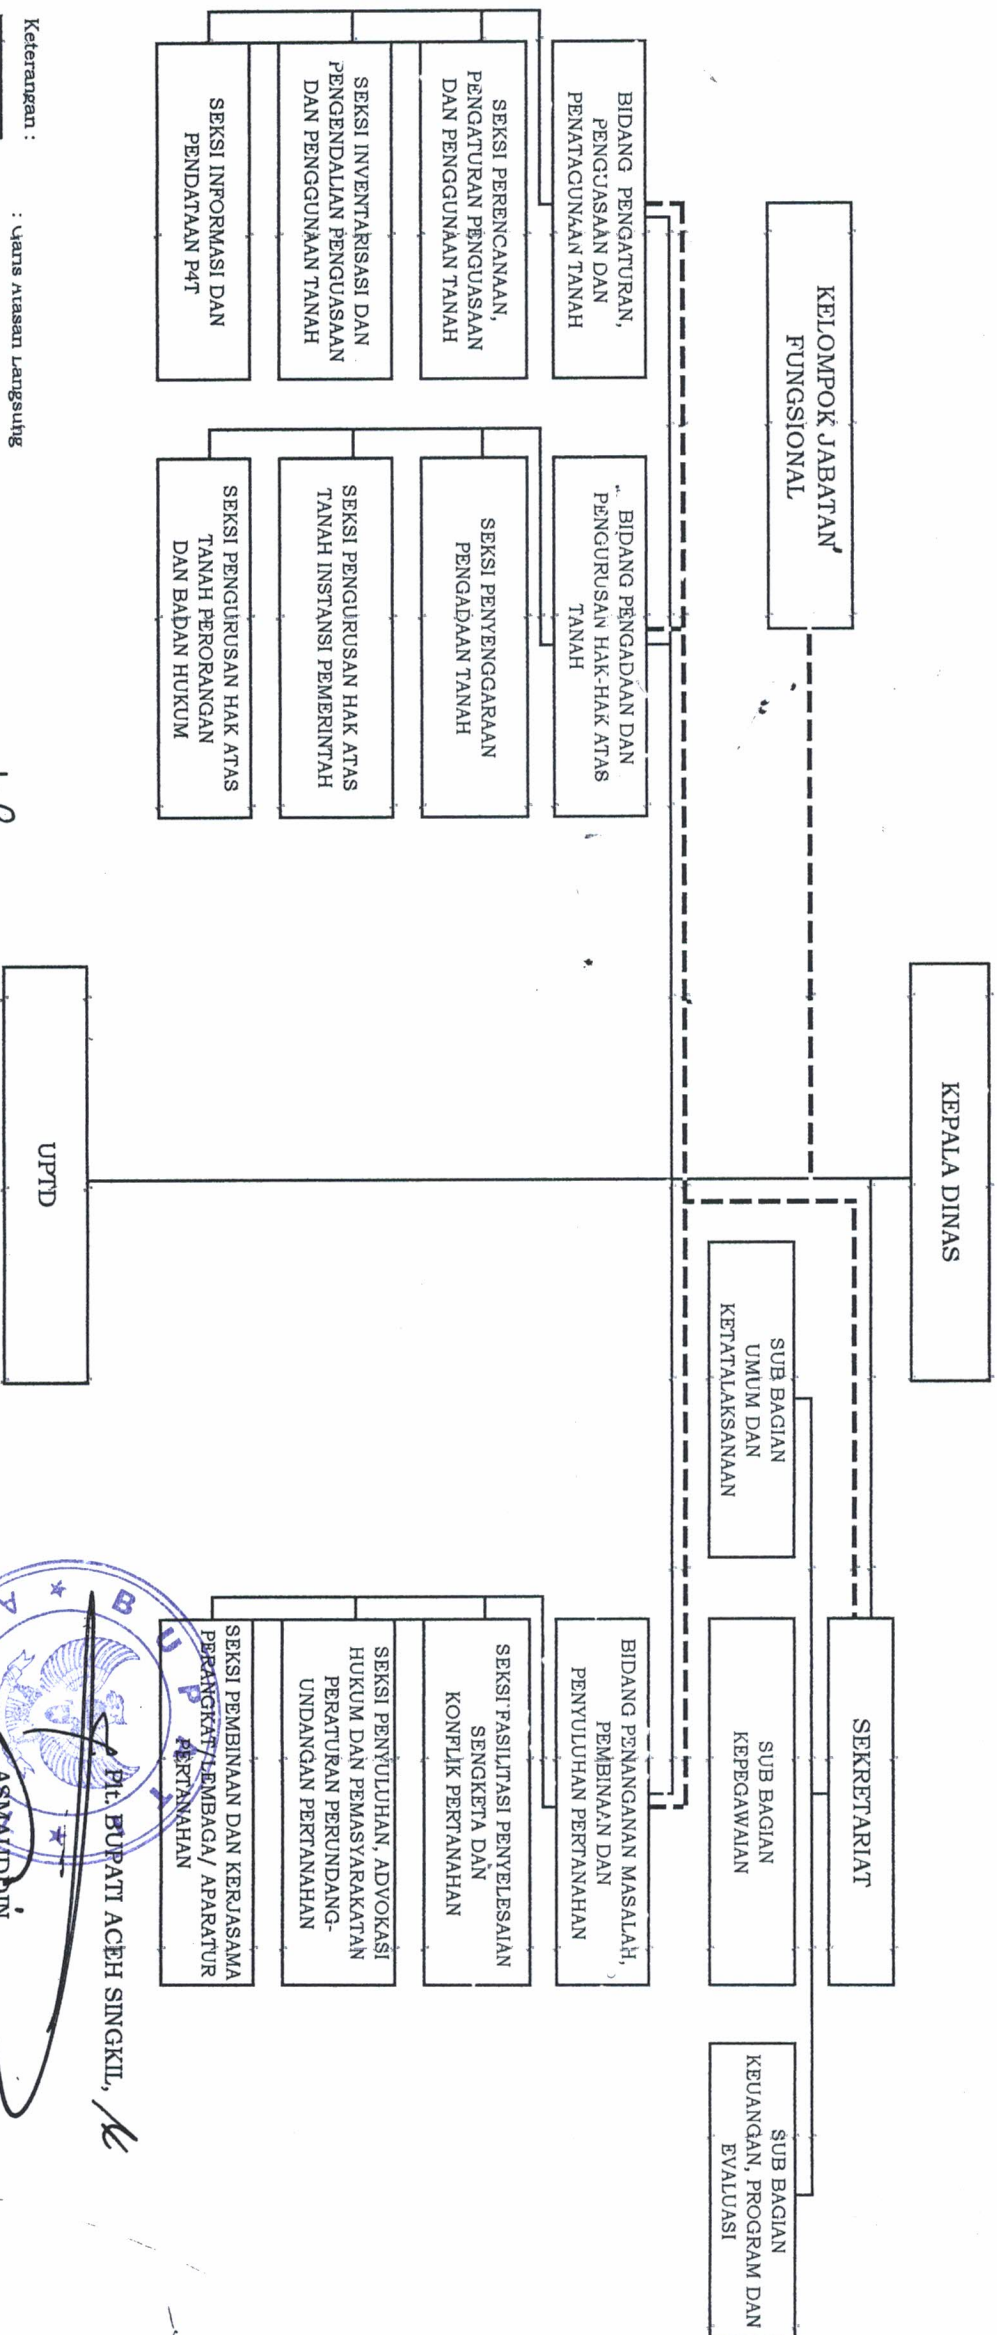 KEPALA DINAS
KELOMPOK JABATAN
FUNGSIONAL
SEKRETARIAT
SUB BAGIAN
UMUM DAN
KETATALAKSANAAN
SUB BAGIAN
KEPEGAWAIAN
SUB BAGIAN
KEUANGAN, PROGRAM DAN
EVALUASI
BIDANG PENGATURAN,
PENGUASAAN DAN
PENATAGUNAAN TANAH
SEKSI PERENCANAAN,
PENGATURAN PENGUASAAN
DAN PENGGUNAAN TANAH
SEKSI INVENTARISASI DAN
PENGENDALIAN PENGUASAAN
DAN PENGGUNAAN TANAH
SEKSI INFORMASI DAN
PENDATAAN P4T
BIDANG PENGADAAN DAN
PENGURUSAN HAK-HAK ATAS
TANAH
SEKSI PENYENGGARAAN
PENGADAAN TANAH
SEKSI PENGURUSAN HAK ATAS
TANAH INSTANSI PEMERINTAH
SEKSI PENGURUSAN HAK ATAS
TANAH PERORANGAN
DAN BADAN HUKUM
BIDANG PENANGANAN MASALAH,
PEMBINAAN DAN
PENYULUHAN PERTANAHAN
SEKSI FASILITASI PENYELESAIAN
SENGKETA DAN
KONFLIK PERTANAHAN
SEKSI PENYULUHAN, ADVOKASI
HUKUM DAN PEMASYARAKATAN
PERATURAN PERUNDANG-
UNDANGAN PERTANAHAN
SEKSI PEMBINAAN DAN KERJASAMA
PERANGKAT/LEMBAGA/ APARATUR
PERTANAHAN
UPTD
Keterangan :
: Garis Atasan Langsung
Plt. BUPATI ACEH SINGKIL,
BUPATI
ASMAUDDIN